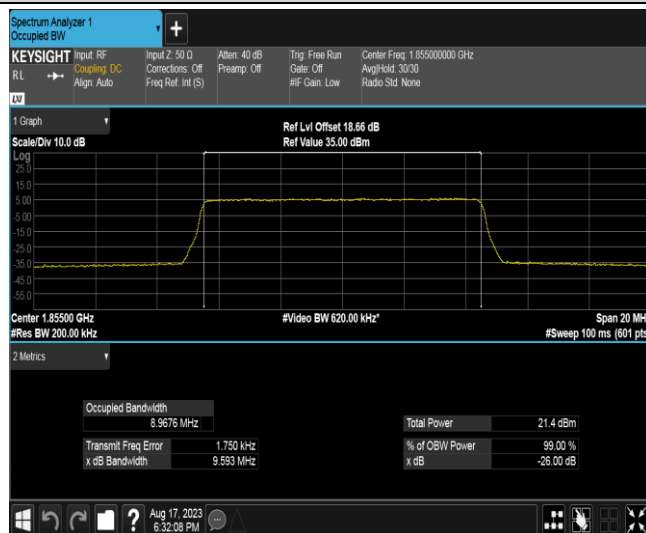 Spectrum Analyzer 1
Occupied BW
+
KEYSIGHT
RL
LXI
Input: RF
Coupling: DC
Align: Auto
Input Z: 50 Ω
Corrections: Off
Freq Ref: Int (S)
Atten: 40 dB
Preamp: Off
Trig: Free Run
Gate: Off
#IF Gain: Low
Center Freq: 1.855000000 GHz
Avg|Hold: 30/30
Radio Std: None
1 Graph
Scale/Div 10.0 dB
Ref Lvl Offset 18.66 dB
Ref Value 35.00 dBm
Log
25.0
15.0
5.00
-5.00
-15.0
-25.0
-35.0
-45.0
-55.0
Center 1.85500 GHz
#Res BW 200.00 kHz
#Video BW 620.00 kHz*
Span 20 MH
#Sweep 100 ms (601 pts
2 Metrics
Occupied Bandwidth
8.9676 MHz
Transmit Freq Error 1.750 kHz
x dB Bandwidth 9.593 MHz
Total Power 21.4 dBm
% of OBW Power 99.00 %
x dB -26.00 dB
?
Aug 17, 2023
6:32:08 PM